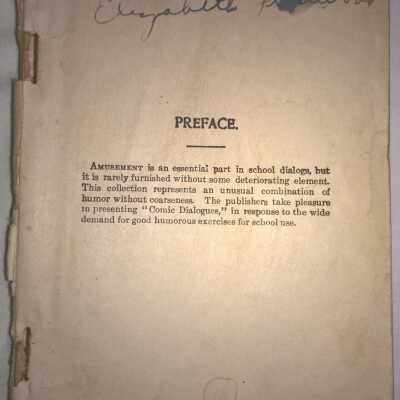 Elizabeth
PREFACE.
AMUSEMENT is an essential part in school dialogs, but
it is rarely furnished without some deteriorating element.
This collection represents an unusual combination of
humor without coarseness. The publishers take pleasure
in presenting "Comic Dialogues," in response to the wide
demand for good humorous exercises for school use.